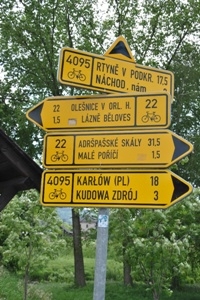 4095 RTYNĚ V PODKR. 17,5
NÁCHOD, nám
22 OLEŠNICE V ORL. H. 22
1,5 LÁZNĚ BĚLOVES
22 ADRŠPAŠSKÉ SKÁLY 31,5
MALÉ POŘÍČÍ 1,5
4095 KARLÓW (PL) 18
KUDOWA ZDRÓJ 3